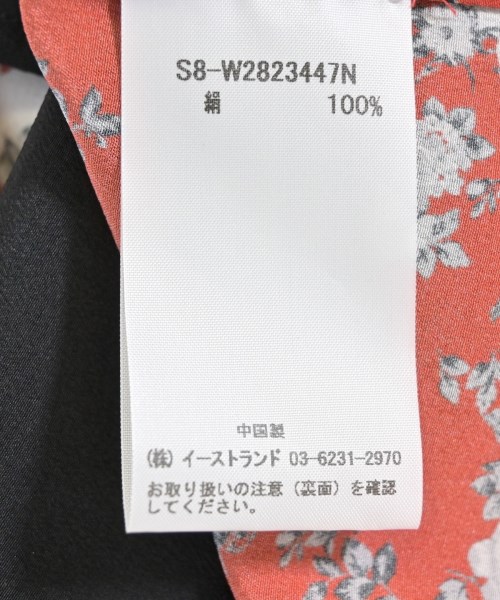 S8-W2823447N
絹 100%
中国製
(株) イーストランド 03-6231-2970
お取り扱いの注意 (裏面) を確認
してください。